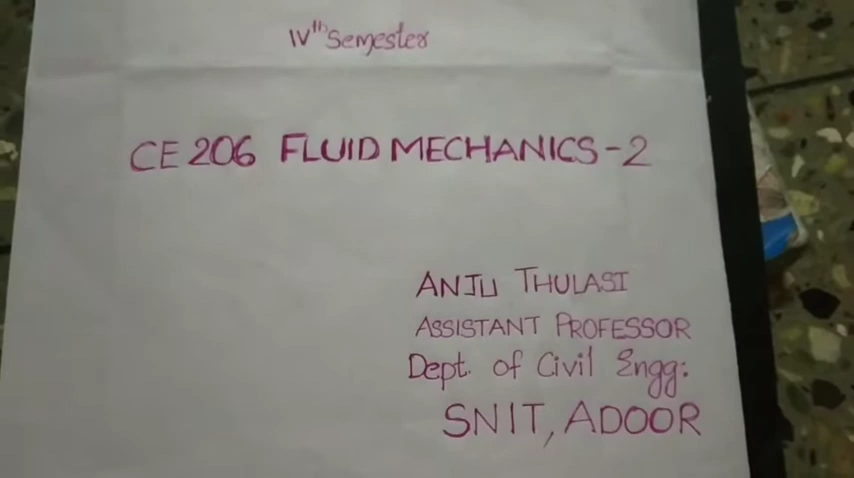 IVth Semester
CE 206 FLUID MECHANICS-2
ANJU THULASI
ASSISTANT PROFESSOR
Dept. of Civil Engg:
SNIT, ADOOR